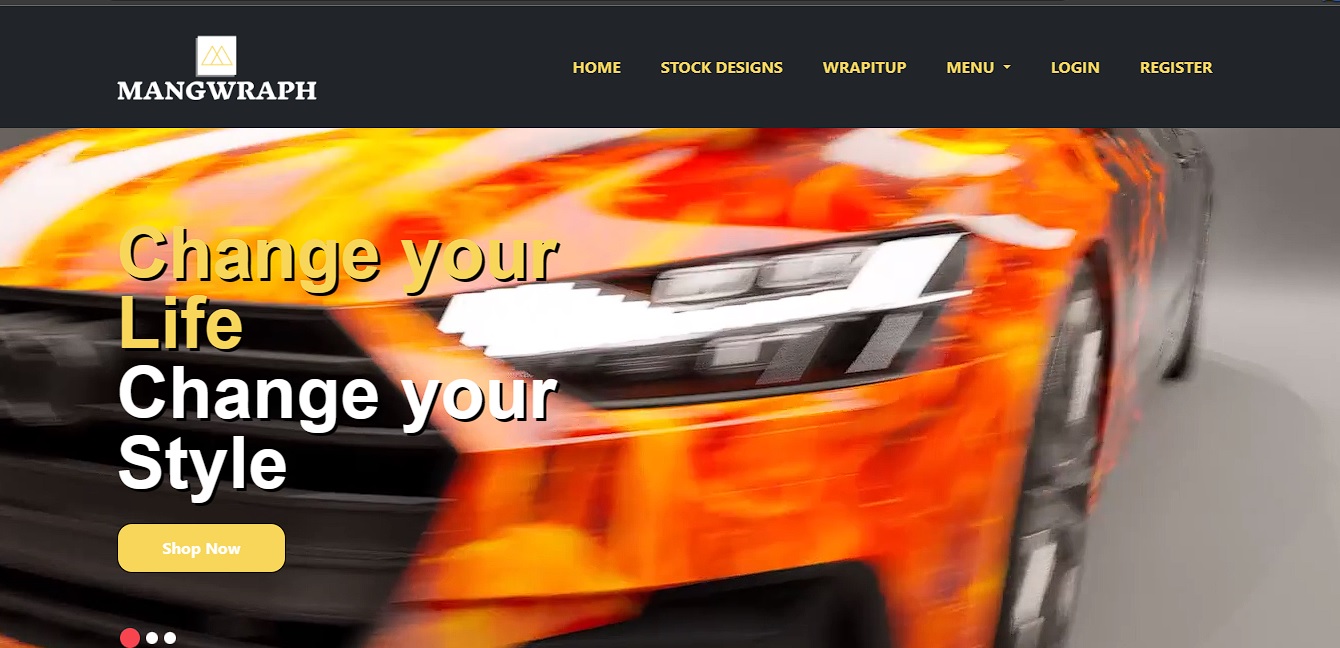 MANGWRAPH
HOME STOCK DESIGNS WRAPITUP MENU LOGIN REGISTER
Change your
Life
Change your
Style
Shop Now